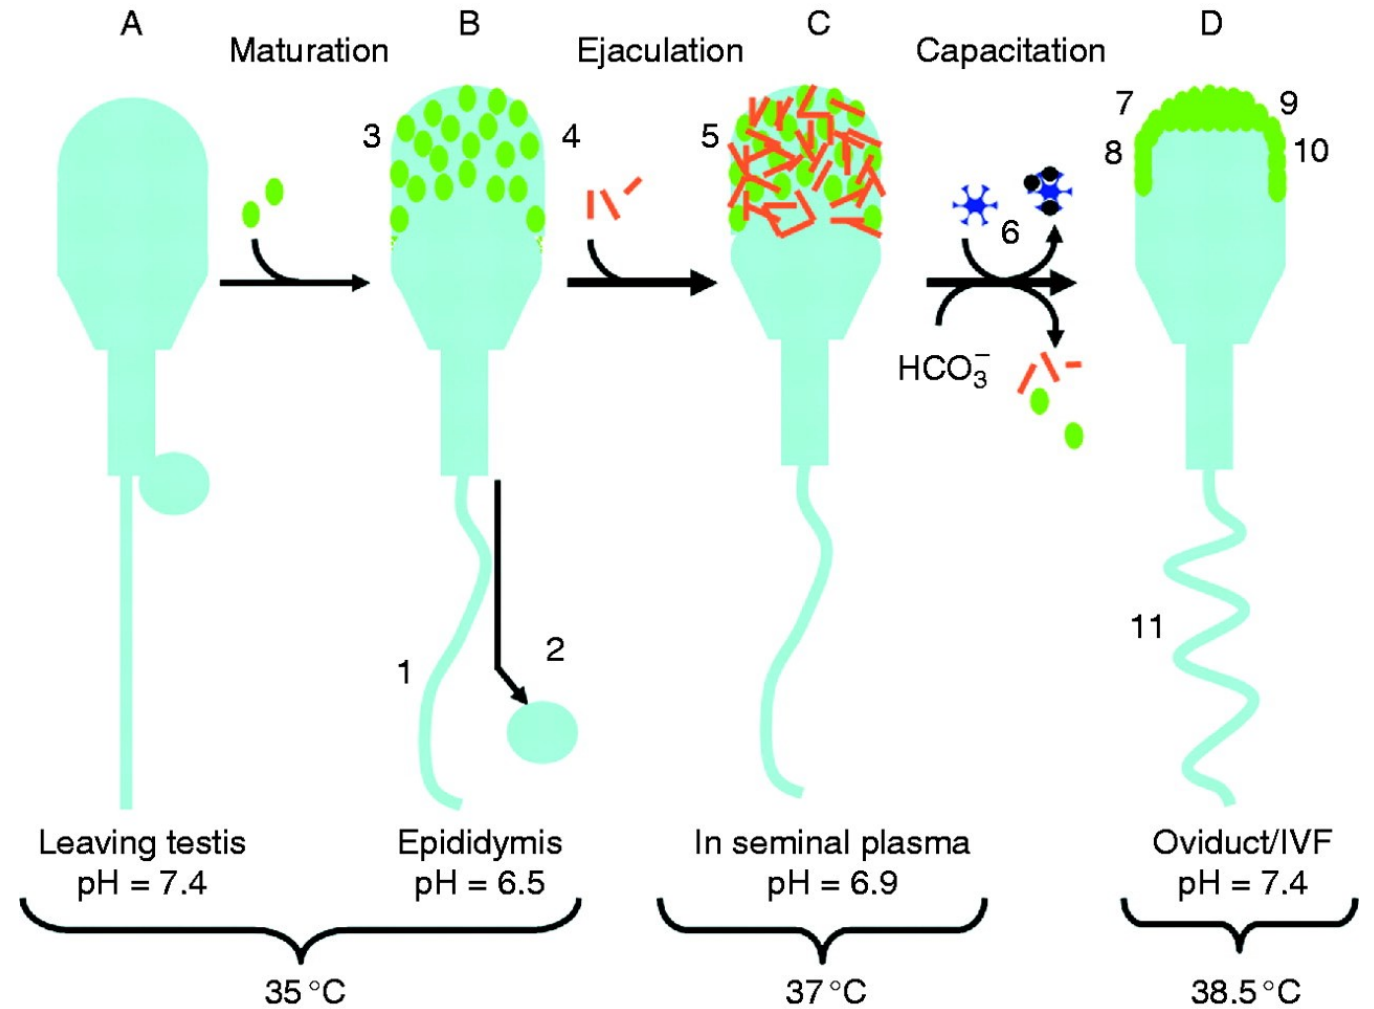 A
B
C
D
Maturation
Ejaculation
Capacitation
3
4
5
7
8
9
10
6
HCO₃⁻
1
2
11
Leaving testis
pH = 7.4
Epididymis
pH = 6.5
In seminal plasma
pH = 6.9
Oviduct/IVF
pH = 7.4
35 °C
37 °C
38.5 °C